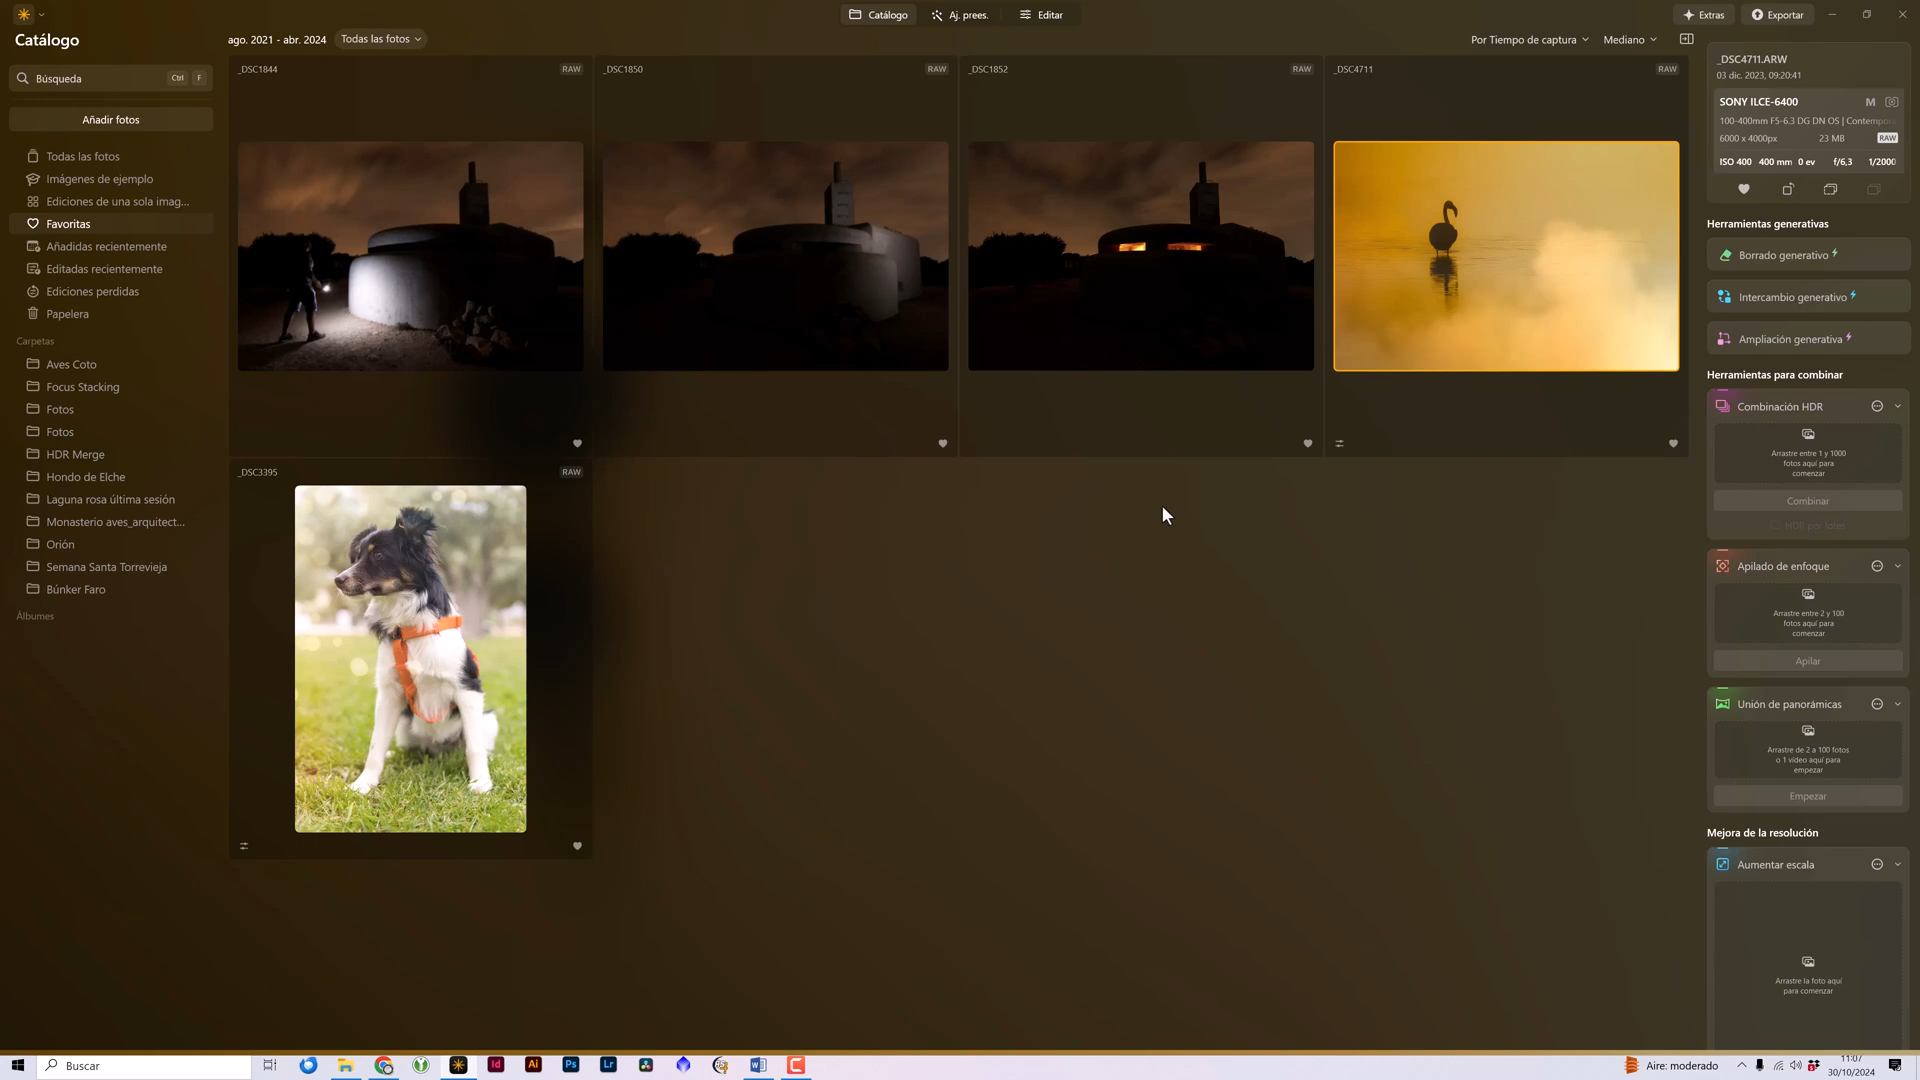 Catálogo
Aj. prees.
Editar
Extras
Exportar
Catálogo
ago. 2021 - abr. 2024
Todas las fotos
Por Tiempo de captura
Mediano
Búsqueda
Ctrl
F
Añadir fotos
Todas las fotos
Imágenes de ejemplo
Ediciones de una sola imag...
Favoritas
Añadidas recientemente
Editadas recientemente
Ediciones perdidas
Papelera
Carpetas
Aves Coto
Focus Stacking
Fotos
Fotos
HDR Merge
Hondo de Elche
Laguna rosa última sesión
Monasterio aves_arquitect...
Orión
Semana Santa Torrevieja
Búnker Faro
Álbumes
_DSC1844
RAW
_DSC1850
RAW
_DSC1852
RAW
_DSC4711
RAW
_DSC3395
RAW
_DSC4711.ARW
03 dic. 2023, 09:20:41
SONY ILCE-6400
M
100-400mm F5-6.3 DG DN OS | Contempo
6000 x 4000px
23 MB
RAW
ISO 400
400 mm
0 ev
f/6,3
1/2000
Herramientas generativas
Borrado generativo
Intercambio generativo
Ampliación generativa
Herramientas para combinar
Combinación HDR
Arrastre entre 1 y 1000
fotos aquí para
comenzar
Combinar
HDR por lotes
Apilado de enfoque
Arrastre entre 2 y 100
fotos aquí para
comenzar
Apilar
Unión de panorámicas
Arrastre de 2 a 100 fotos
o 1 vídeo aquí para
empezar
Empezar
Mejora de la resolución
Aumentar escala
Arrastre la foto aquí
para comenzar
Buscar
Id
Ai
Ps
Lr
Aire: moderado
11:07
30/10/2024